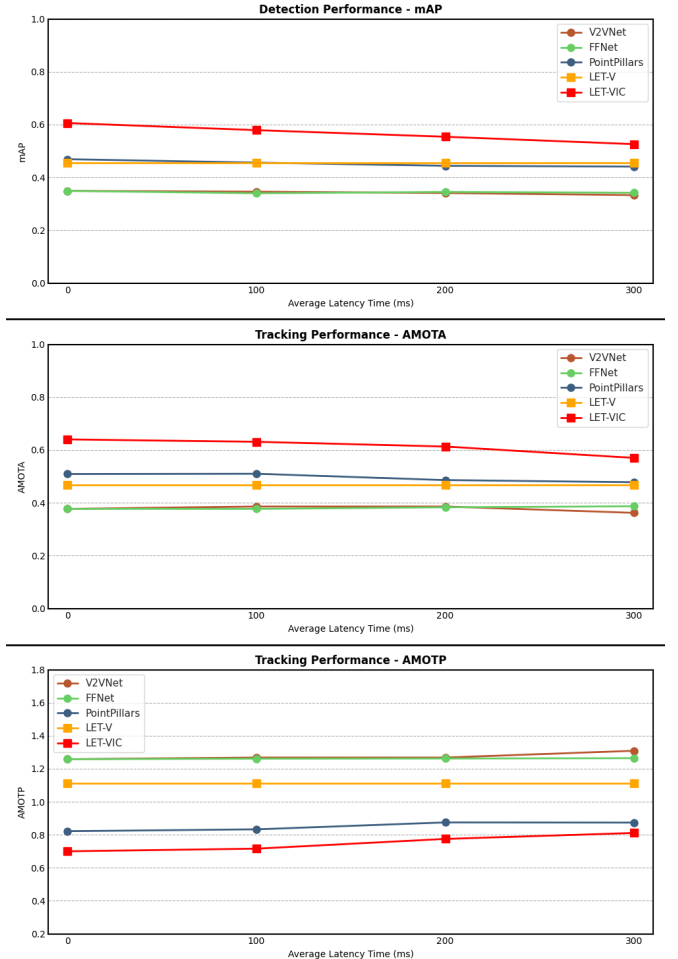 Detection Performance - mAP
1.0
0.8
0.6
0.4
0.2
0.0
mAP
V2VNet
FFNet
PointPillars
LET-V
LET-VIC
0 100 200 300
Average Latency Time (ms)
Tracking Performance - AMOTA
1.0
0.8
0.6
0.4
0.2
0.0
AMOTA
V2VNet
FFNet
PointPillars
LET-V
LET-VIC
0 100 200 300
Average Latency Time (ms)
Tracking Performance - AMOTP
1.8
1.6
1.4
1.2
1.0
0.8
0.6
0.4
0.2
AMOTP
V2VNet
FFNet
PointPillars
LET-V
LET-VIC
0 100 200 300
Average Latency Time (ms)